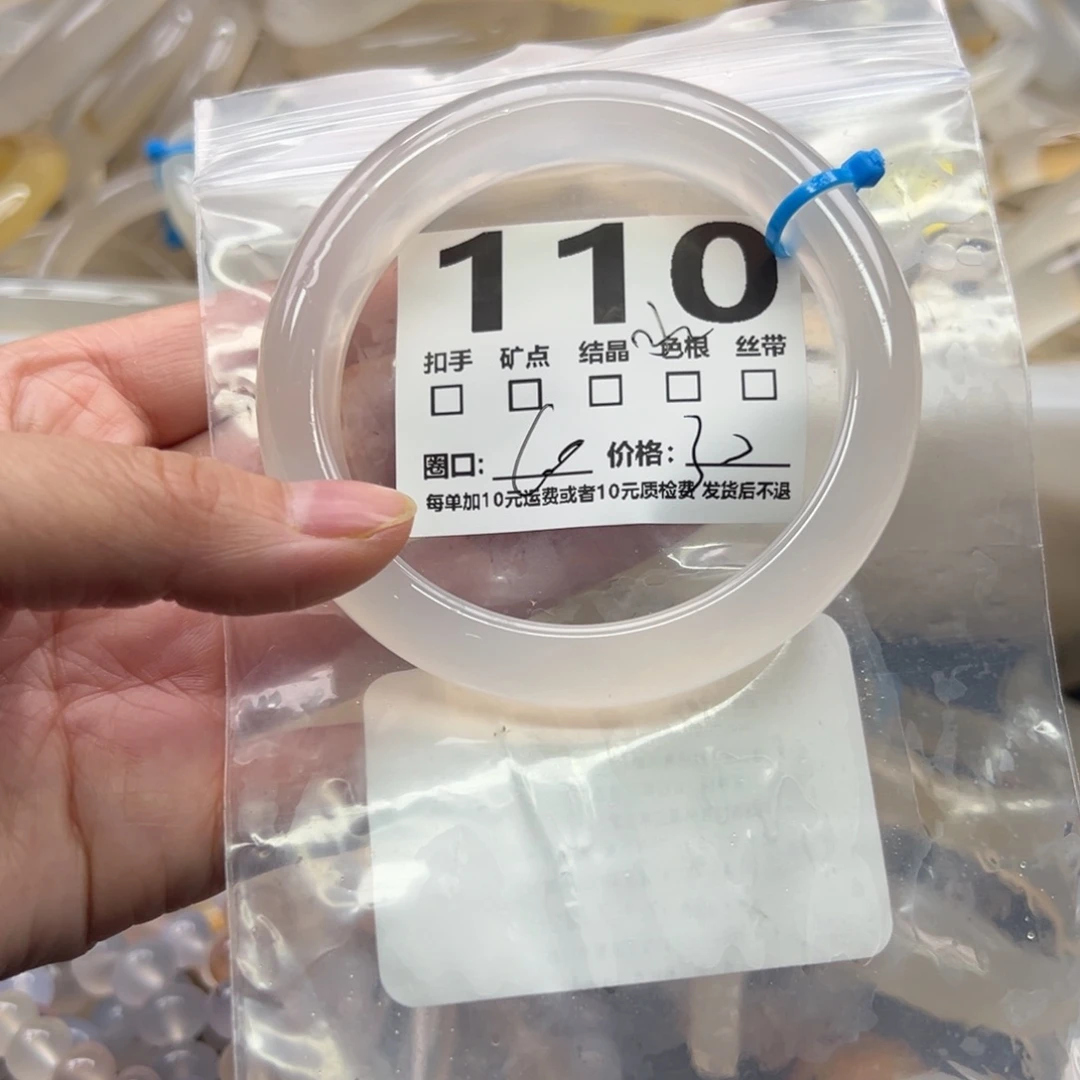 110
扣手 矿点 结晶 色根 丝带
□ □ □ □ □
圈口: 价格:
每单加10元运费或者10元质检费 发货后不退